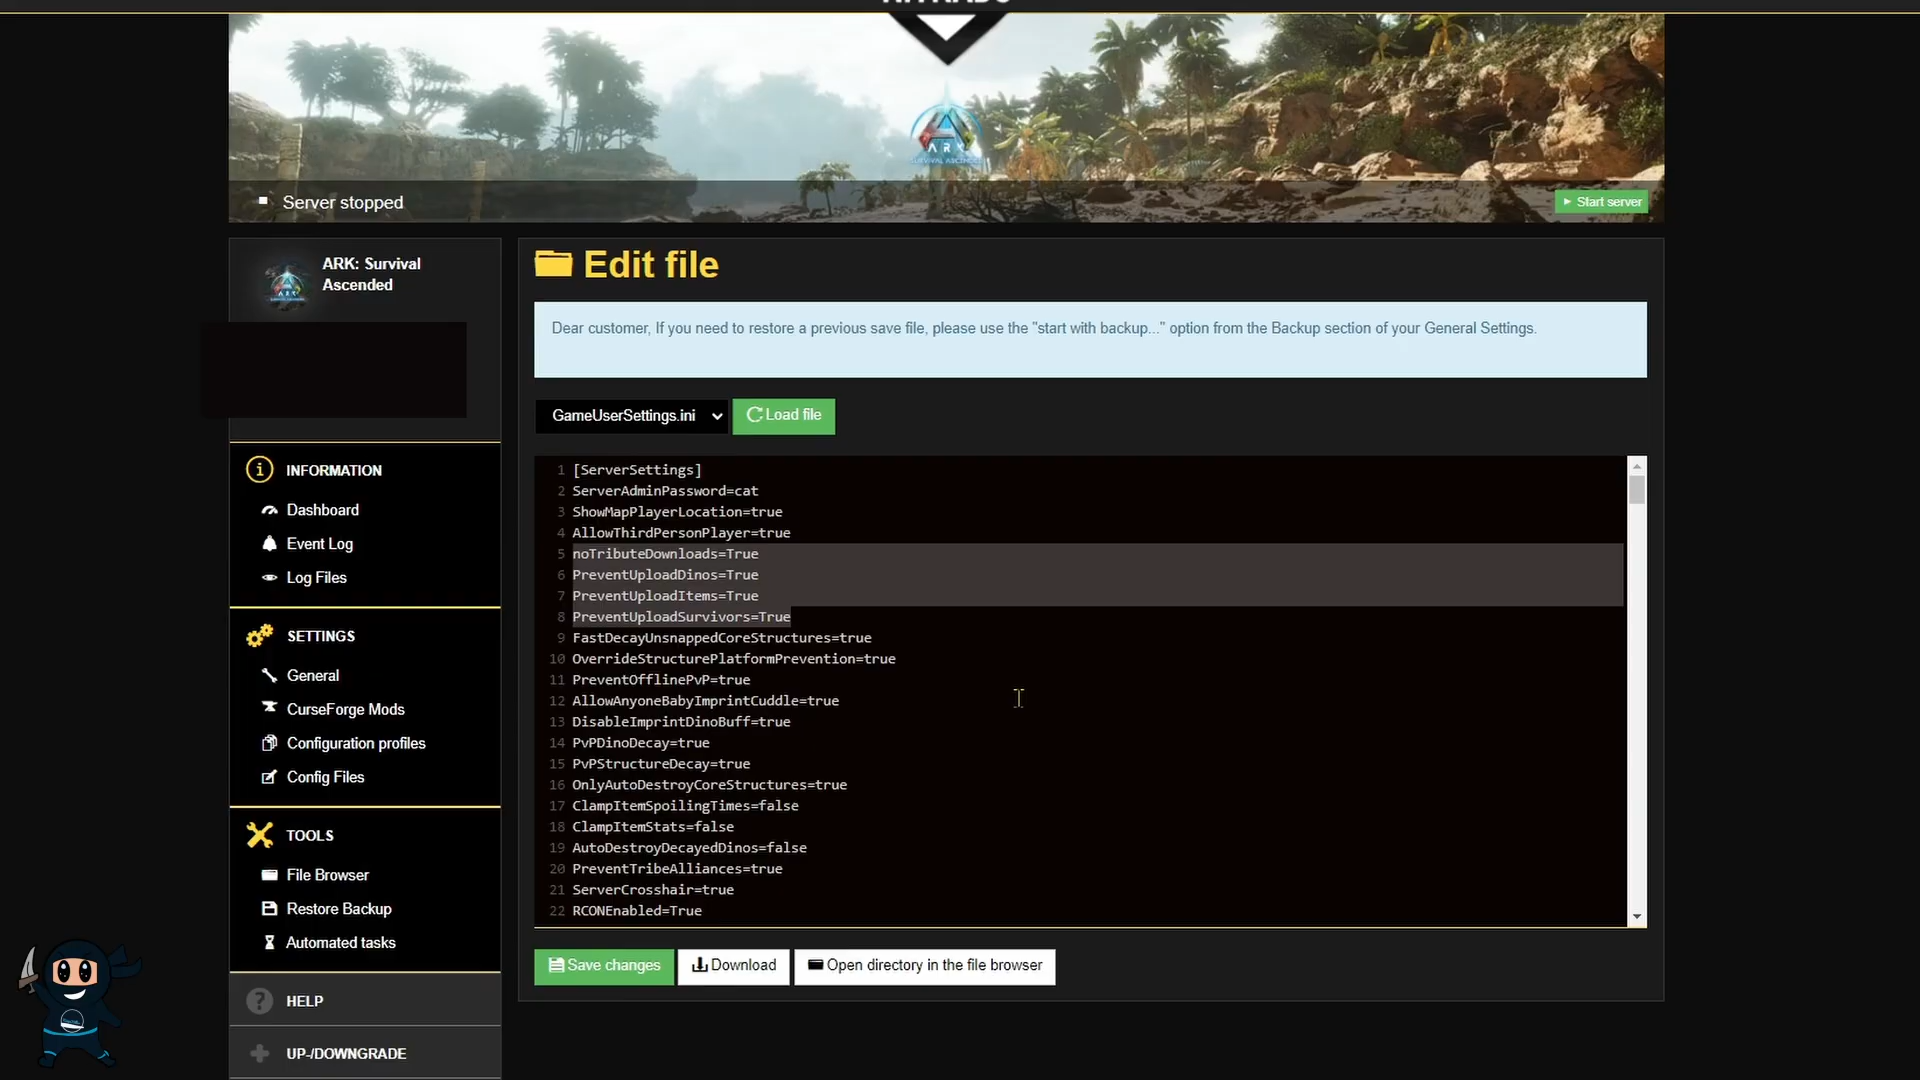 NITRADO
ARK
SURVIVAL ASCENDED
Server stopped
Start server
ARK: Survival
Ascended
INFORMATION
Dashboard
Event Log
Log Files
SETTINGS
General
CurseForge Mods
Configuration profiles
Config Files
TOOLS
File Browser
Restore Backup
Automated tasks
HELP
UP-/DOWNGRADE
Edit file
Dear customer, If you need to restore a previous save file, please use the "start with backup..." option from the Backup section of your General Settings.
GameUserSettings.ini
Load file
1 [ServerSettings]
2 ServerAdminPassword=cat
3 ShowMapPlayerLocation=true
4 AllowThirdPersonPlayer=true
5 noTributeDownloads=True
6 PreventUploadDinos=True
7 PreventUploadItems=True
8 PreventUploadSurvivors=True
9 FastDecayUnsnappedCoreStructures=true
10 OverrideStructurePlatformPrevention=true
11 PreventOfflinePvP=true
12 AllowAnyoneBabyImprintCuddle=true
13 DisableImprintDinoBuff=true
14 PvPDinoDecay=true
15 PvPStructureDecay=true
16 OnlyAutoDestroyCoreStructures=true
17 ClampItemSpoilingTimes=false
18 ClampItemStats=false
19 AutoDestroyDecayedDinos=false
20 PreventTribeAlliances=true
21 ServerCrosshair=true
22 RCONEnabled=True
Save changes
Download
Open directory in the file browser